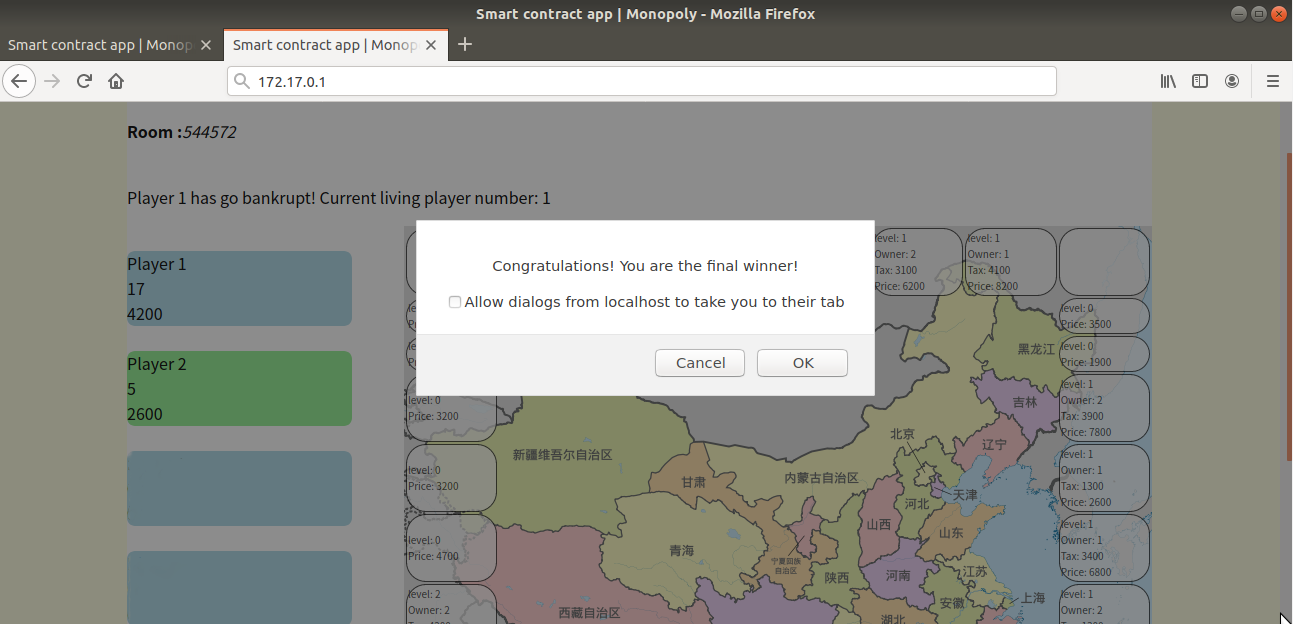 Smart contract app | Monopoly - Mozilla Firefox
Smart contract app | Monop
Smart contract app | Monop
172.17.0.1
Room :544572
Player 1 has go bankrupt! Current living player number: 1
Player 1
17
4200
Player 2
5
2600
Congratulations! You are the final winner!
Allow dialogs from localhost to take you to their tab
Cancel
OK
level: 1
Owner: 2
Tax: 3100
Price: 6200
level: 1
Owner: 1
Tax: 4100
Price: 8200
level: 0
Price: 3500
level: 0
Price: 1900
level: 1
Owner: 2
Tax: 3900
Price: 7800
level: 1
Owner: 1
Tax: 1300
Price: 2600
level: 1
Owner: 1
Tax: 3400
Price: 6800
level: 1
Owner: 2
level: 0
Price: 3200
level: 0
Price: 3200
level: 0
Price: 4700
level: 2
Owner: 2
黑龙江
吉林
辽宁
北京
天津
新疆维吾尔自治区
甘肃
内蒙古自治区
河北
山西
山东
青海
宁夏回族
自治区
陕西
河南
江苏
安徽
上海
西藏自治区
湖北